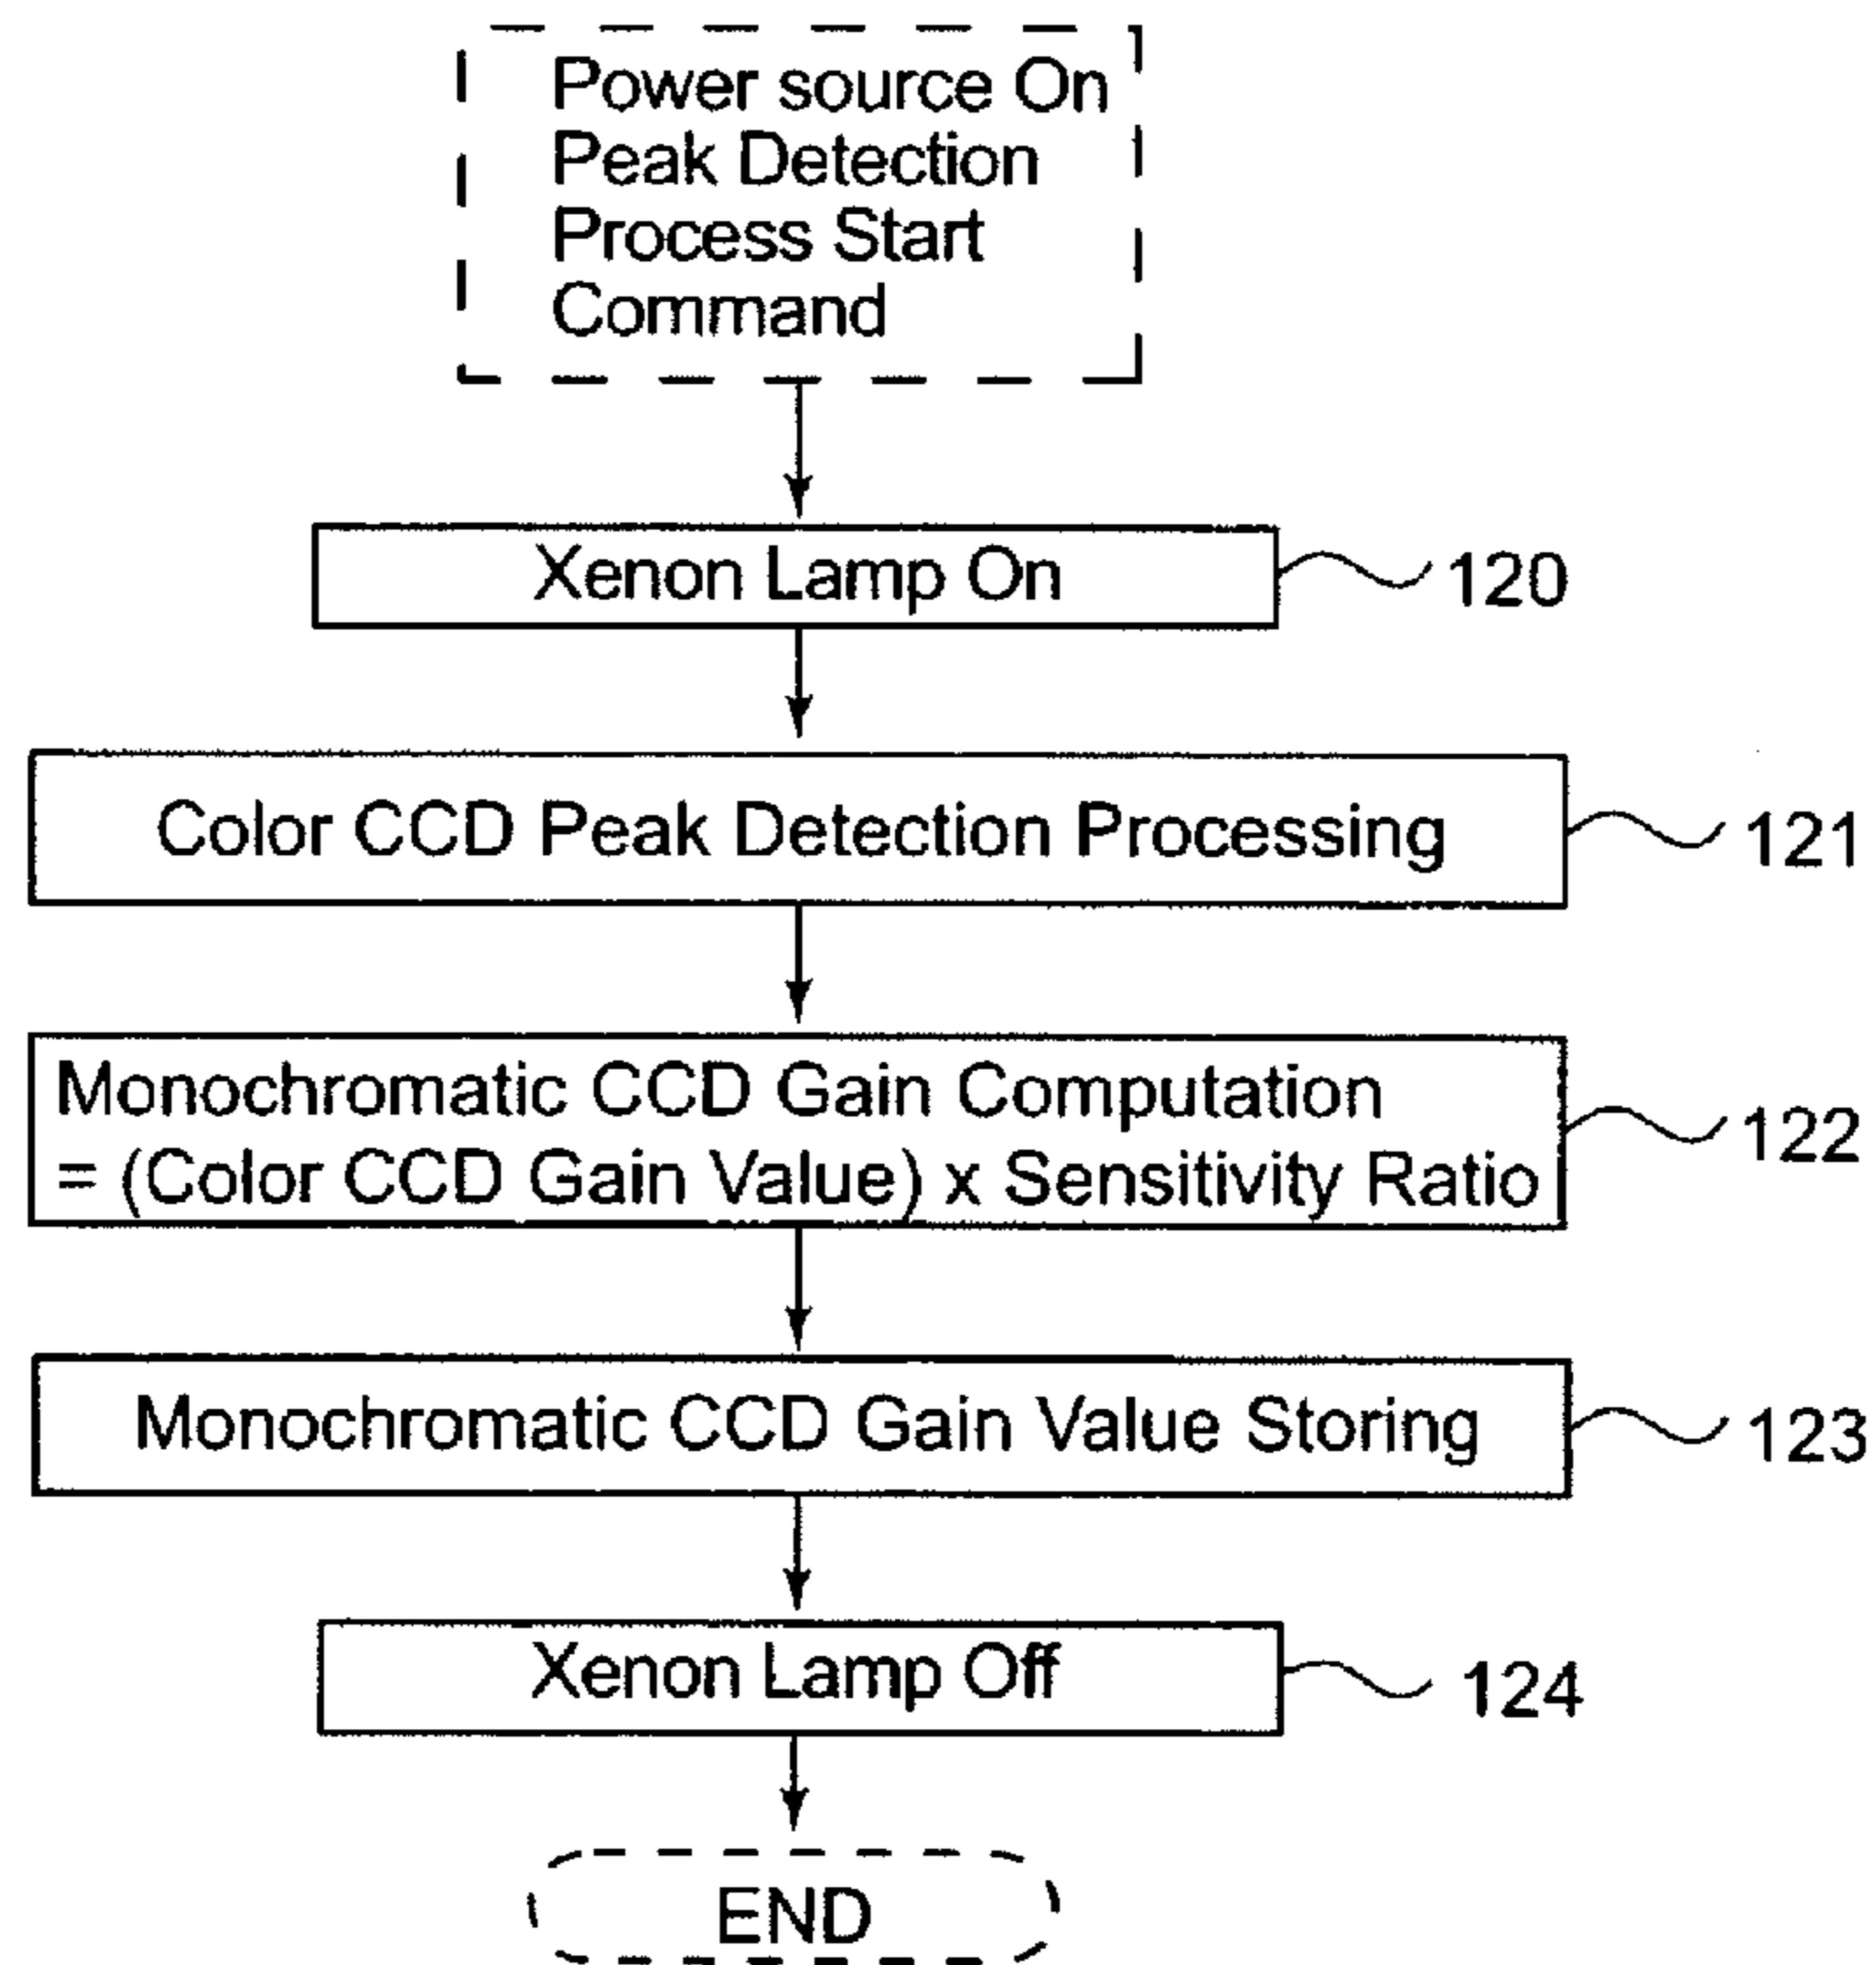 Power source On
Peak Detection
Process Start
Command
Xenon Lamp On
120
Color CCD Peak Detection Processing
121
Monochromatic CCD Gain Computation
= (Color CCD Gain Value) x Sensitivity Ratio
122
Monochromatic CCD Gain Value Storing
123
Xenon Lamp Off
124
END